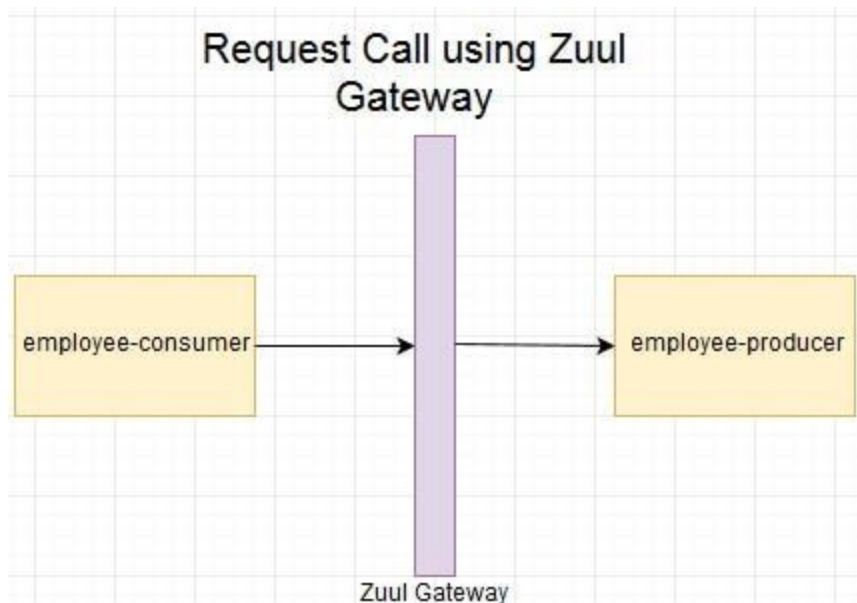 Request Call using Zuul
Gateway
employee-consumer
employee-producer
Zuul Gateway